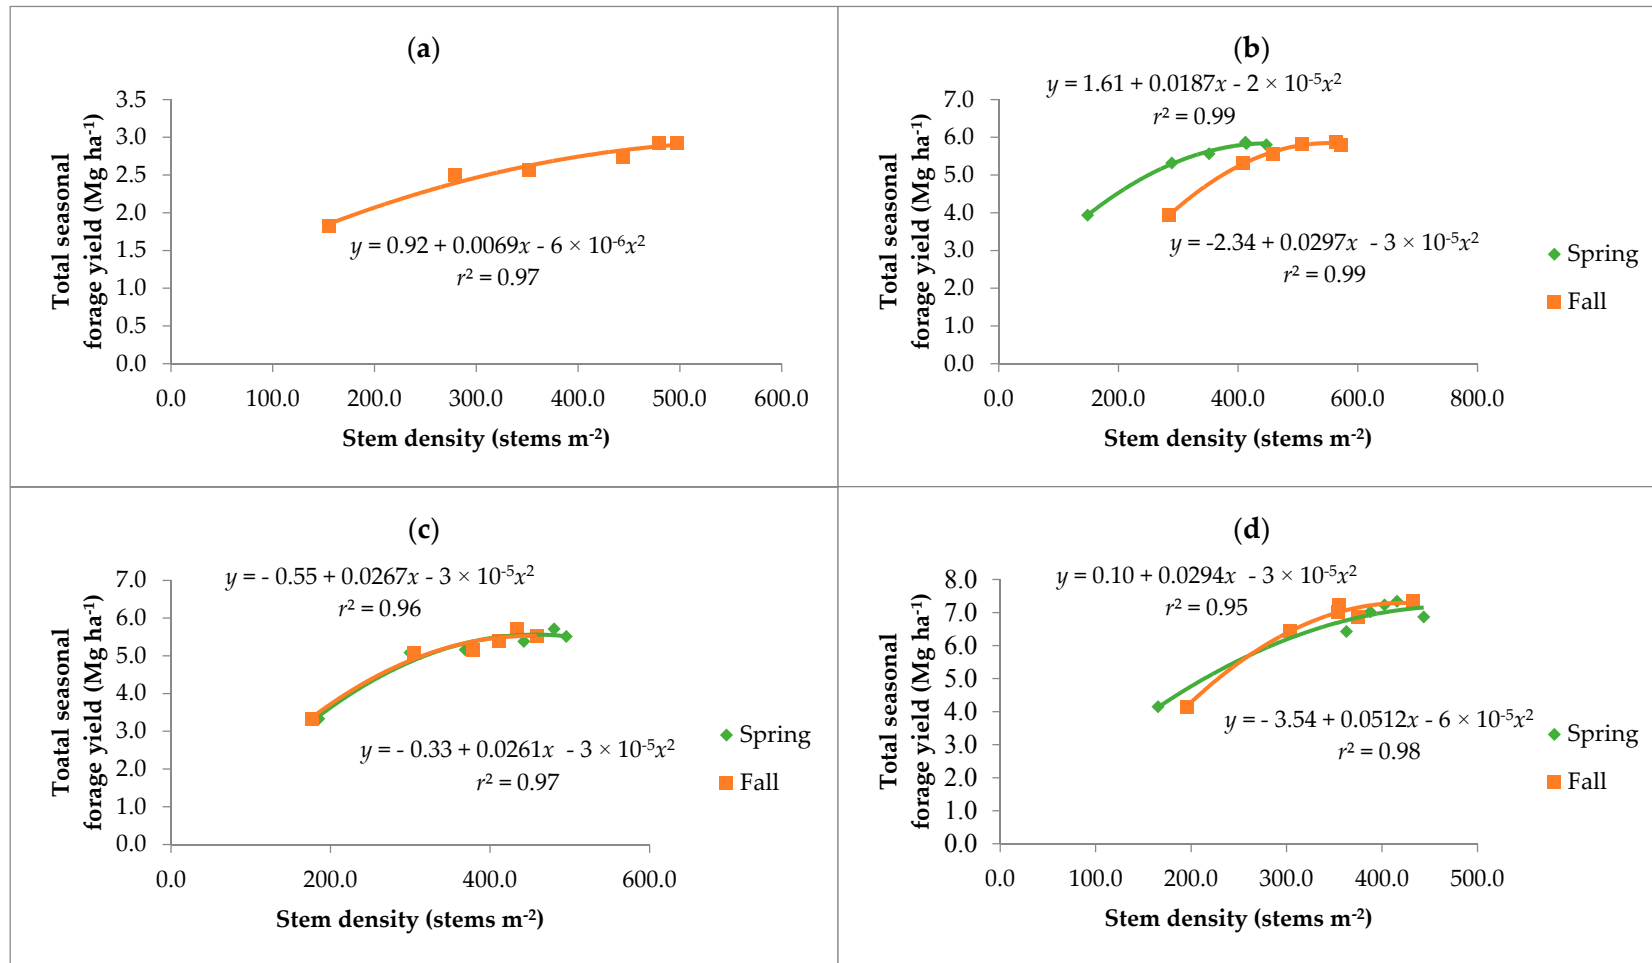 (a)
3.5
3.0
2.5
2.0
1.5
1.0
0.5
0.0
Total seasonal
forage yield (Mg ha⁻¹)
y = 0.92 + 0.0069x - 6 × 10⁻⁶x²
r² = 0.97
0.0 100.0 200.0 300.0 400.0 500.0 600.0
Stem density (stems m⁻²)
(b)
y = 1.61 + 0.0187x - 2 × 10⁻⁵x²
r² = 0.99
7.0
6.0
5.0
4.0
3.0
2.0
1.0
0.0
Total seasonal
forage yield (Mg ha⁻¹)
y = -2.34 + 0.0297x - 3 × 10⁻⁵x²
r² = 0.99
Spring
Fall
0.0 200.0 400.0 600.0 800.0
Stem density (stems m⁻²)
(c)
y = - 0.55 + 0.0267x - 3 × 10⁻⁵x²
r² = 0.96
7.0
6.0
5.0
4.0
3.0
2.0
1.0
0.0
Toatal seasonal
forage yield (Mg ha⁻¹)
y = - 0.33 + 0.0261x - 3 × 10⁻⁵x²
r² = 0.97
Spring
Fall
0.0 200.0 400.0 600.0
Stem density (stems m⁻²)
(d)
y = 0.10 + 0.0294x - 3 × 10⁻⁵x²
r² = 0.95
8.0
7.0
6.0
5.0
4.0
3.0
2.0
1.0
0.0
Total seasonal
forage yield (Mg ha⁻¹)
y = - 3.54 + 0.0512x - 6 × 10⁻⁵x²
r² = 0.98
Spring
Fall
0.0 100.0 200.0 300.0 400.0 500.0
Stem density (stems m⁻²)